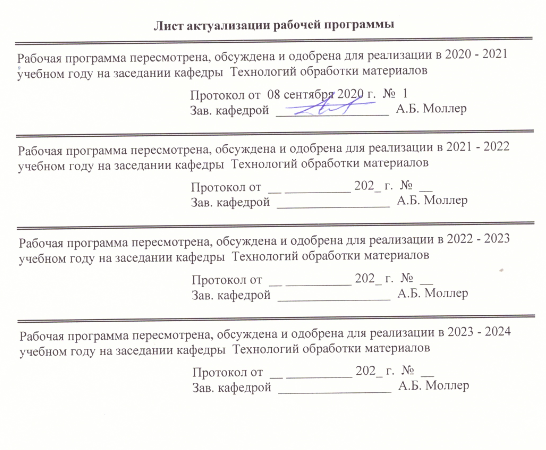 Лист актуализации рабочей программы
Рабочая программа пересмотрена, обсуждена и одобрена для реализации в 2020 - 2021
учебном году на заседании кафедры Технологий обработки материалов
Протокол от 08 сентября 2020 г. № 1
Зав. кафедрой ________________ А.Б. Моллер
Рабочая программа пересмотрена, обсуждена и одобрена для реализации в 2021 - 2022
учебном году на заседании кафедры Технологий обработки материалов
Протокол от __ __________ 202_ г. № __
Зав. кафедрой ________________ А.Б. Моллер
Рабочая программа пересмотрена, обсуждена и одобрена для реализации в 2022 - 2023
учебном году на заседании кафедры Технологий обработки материалов
Протокол от __ __________ 202_ г. № __
Зав. кафедрой ________________ А.Б. Моллер
Рабочая программа пересмотрена, обсуждена и одобрена для реализации в 2023 - 2024
учебном году на заседании кафедры Технологий обработки материалов
Протокол от __ __________ 202_ г. № __
Зав. кафедрой ________________ А.Б. Моллер